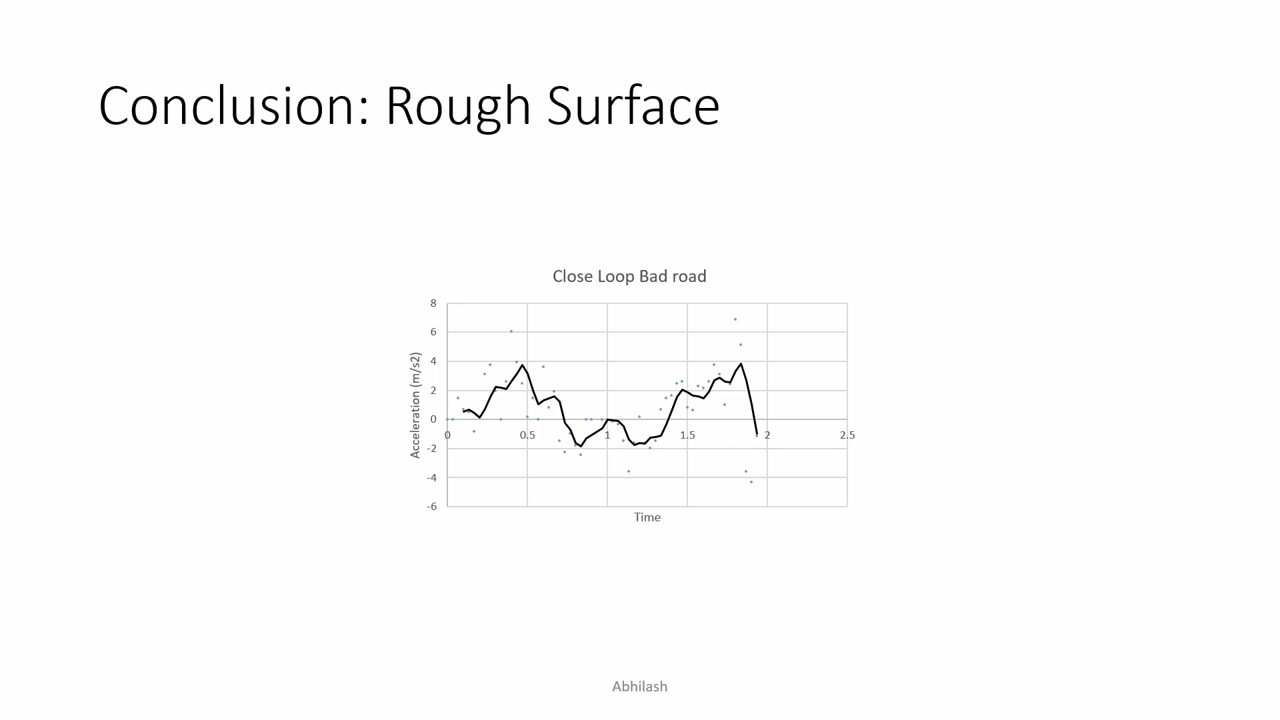 Conclusion: Rough Surface
Close Loop Bad road
8
6
4
2
0
-2
-4
-6
0 0.5 1 1.5 2 2.5
Acceleration (m/s2)
Time
Abhilash